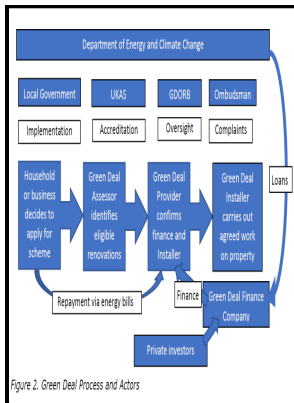 Department of Energy and Climate Change
Local Government
UKAS
GDORB
Ombudsman
Implementation
Accreditation
Oversight
Complaints
Household
or business
decides to
apply for
scheme
Green Deal
Assessor
identifies
eligible
renovations
Green Deal
Provider
confirms
finance and
Installer
Green Deal
Installer
carries out
agreed work
on property
Loans
Repayment via energy bills
Finance
Green Deal Finance
Company
Private investors
Figure 2. Green Deal Process and Actors